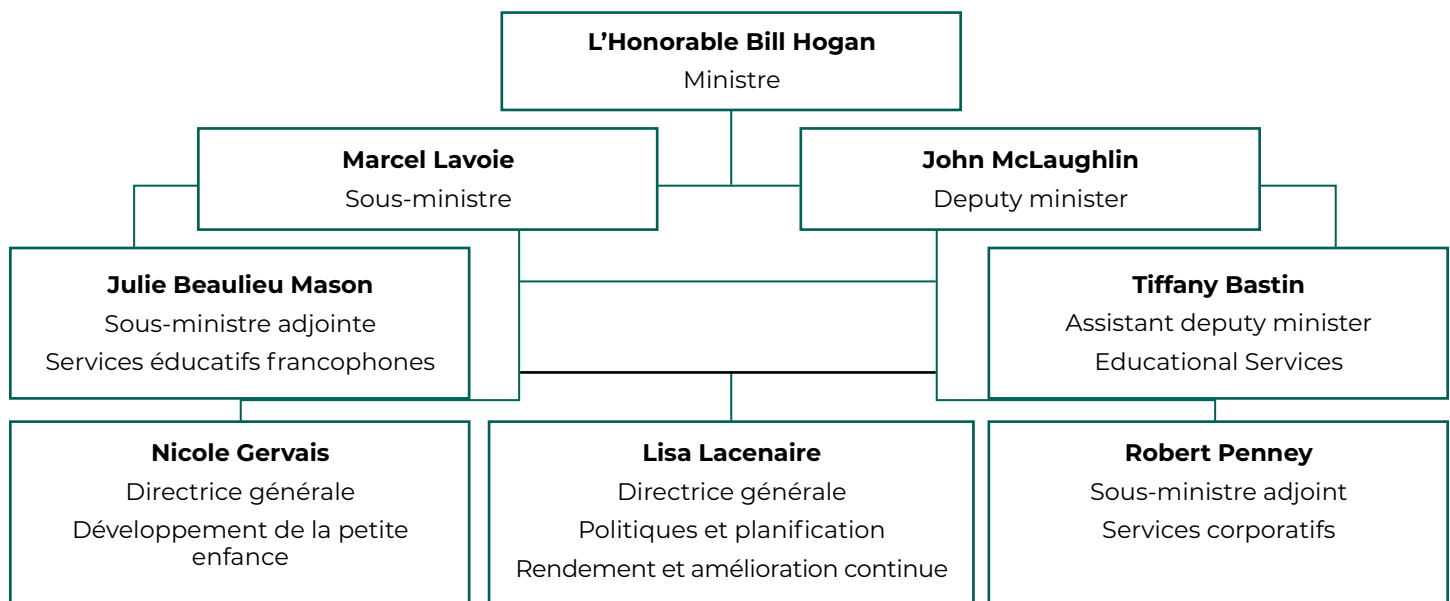 L’Honorable Bill Hogan
Ministre
Marcel Lavoie
Sous-ministre
John McLaughlin
Deputy minister
Julie Beaulieu Mason
Sous-ministre adjointe
Services éducatifs francophones
Tiffany Bastin
Assistant deputy minister
Educational Services
Nicole Gervais
Directrice générale
Développement de la petite
enfance
Lisa Lacenaire
Directrice générale
Politiques et planification
Rendement et amélioration continue
Robert Penney
Sous-ministre adjoint
Services corporatifs